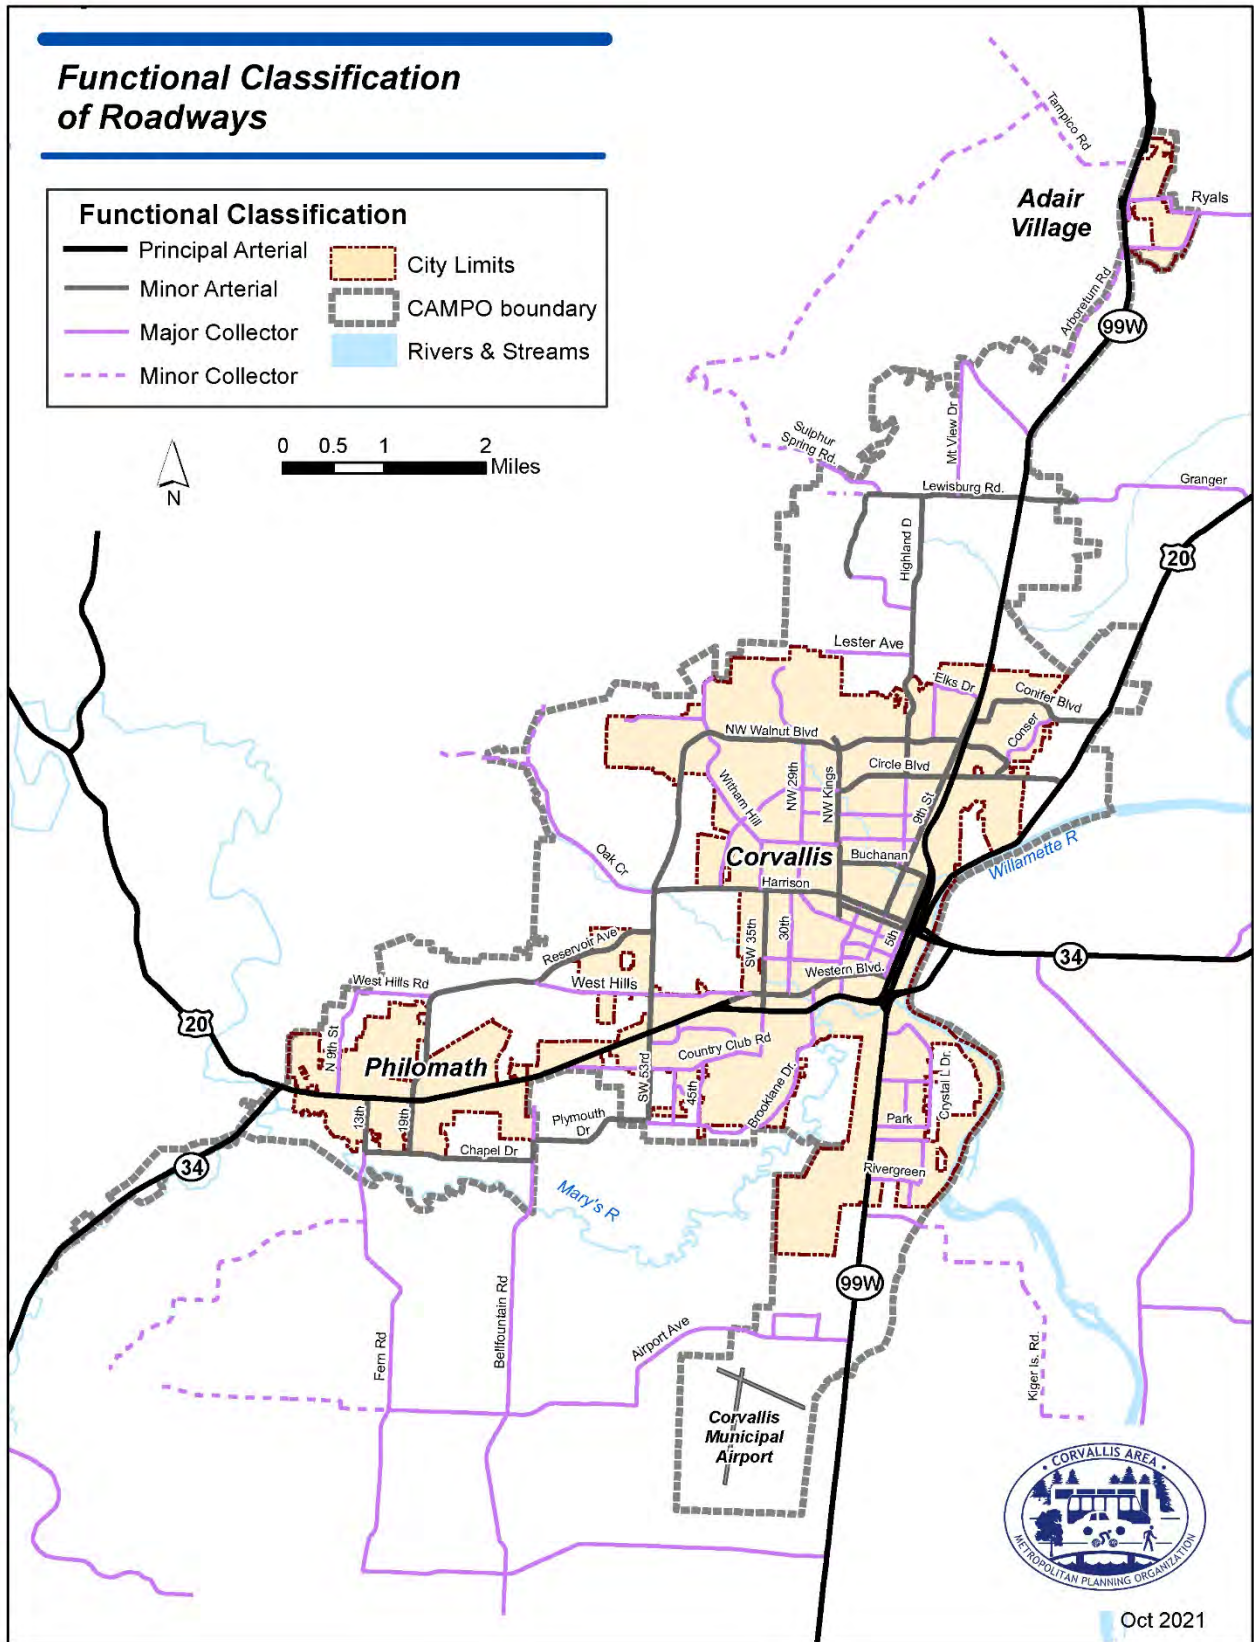 Functional Classification
of Roadways
Functional Classification
Principal Arterial
Minor Arterial
Major Collector
Minor Collector
City Limits
CAMPO boundary
Rivers & Streams
N
0 0.5 1 2
Miles
Tampico Rd
Adair
Village
Ryals
Arboretum Rd
99W
Mt View Dr
Sulphur
Spring Rd.
Lewisburg Rd.
Granger
20
Highland D
Lester Ave
Elks Dr
Conifer Blvd
Conser
NW Walnut Blvd
Circle Blvd
Witham Hill
NW 29th
NW Kings
9th St
Corvallis
Buchanan
Willamette R
Oak Cr
Harrison
SW 35th
30th
5th
34
Reservoir Ave
Western Blvd.
West Hills Rd
West Hills
20
N 9th St
Philomath
Country Club Rd
SW 53rd
45th
Brooklane Dr.
Crystal L Dr.
Park
13th
19th
Plymouth
Dr
Chapel Dr
34
Rivergreen
Mary's R
99W
Fern Rd
Bellfountain Rd
Airport Ave
Kiger Is. Rd.
Corvallis
Municipal
Airport
• CORVALLIS AREA •
METROPOLITAN PLANNING ORGANIZATION
Oct 2021